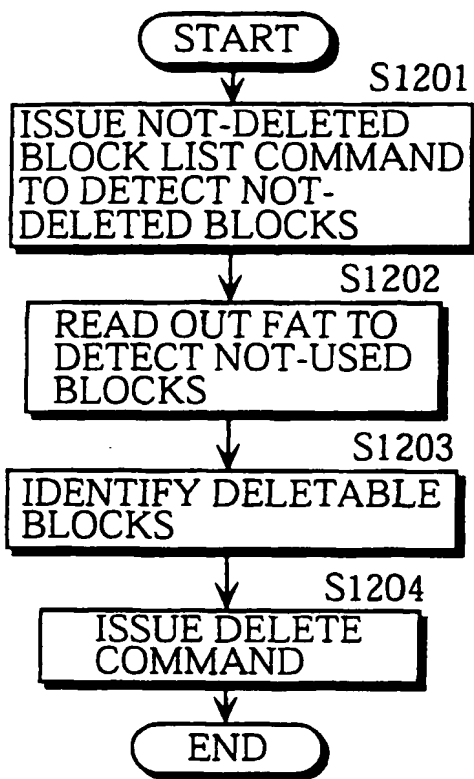 START
S1201
ISSUE NOT-DELETED
BLOCK LIST COMMAND
TO DETECT NOT-
DELETED BLOCKS
S1202
READ OUT FAT TO
DETECT NOT-USED
BLOCKS
S1203
IDENTIFY DELETABLE
BLOCKS
S1204
ISSUE DELETE
COMMAND
END